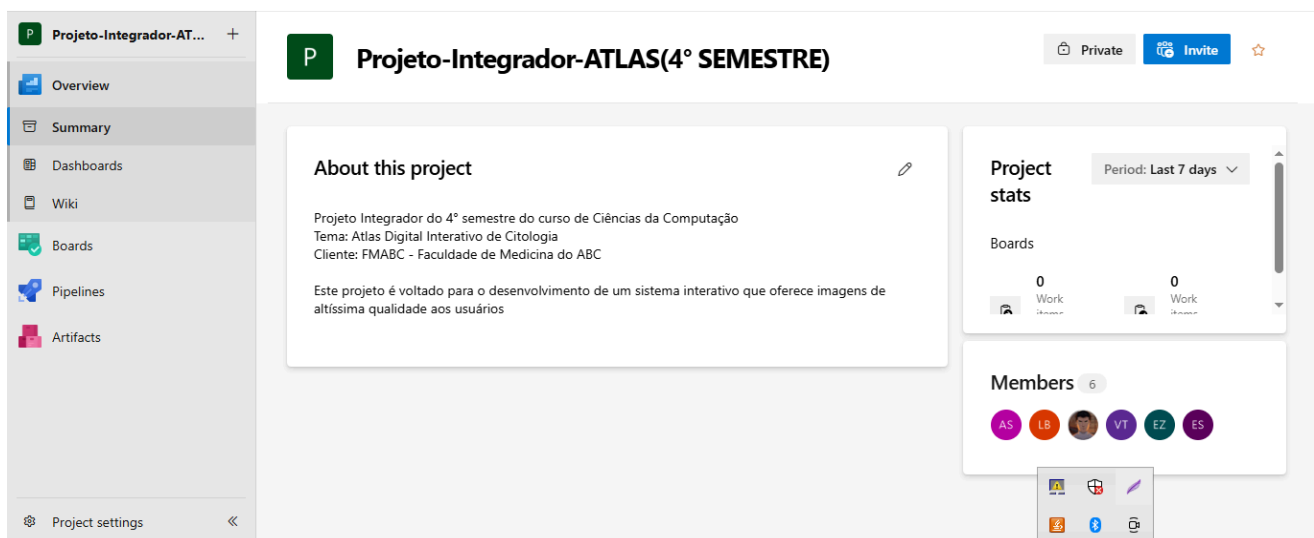 P Projeto-Integrador-AT... +
Overview
Summary
Dashboards
Wiki
Boards
Pipelines
Artifacts
Project settings
P Projeto-Integrador-ATLAS(4° SEMESTRE)
Private
Invite
About this project
Projeto Integrador do 4° semestre do curso de Ciências da Computação
Tema: Atlas Digital Interativo de Citologia
Cliente: FMABC - Faculdade de Medicina do ABC
Este projeto é voltado para o desenvolvimento de um sistema interativo que oferece imagens de
altíssima qualidade aos usuários
Project
stats
Period: Last 7 days
Boards
0 0
Work Work
items items
Members 6
AS LB VT EZ ES